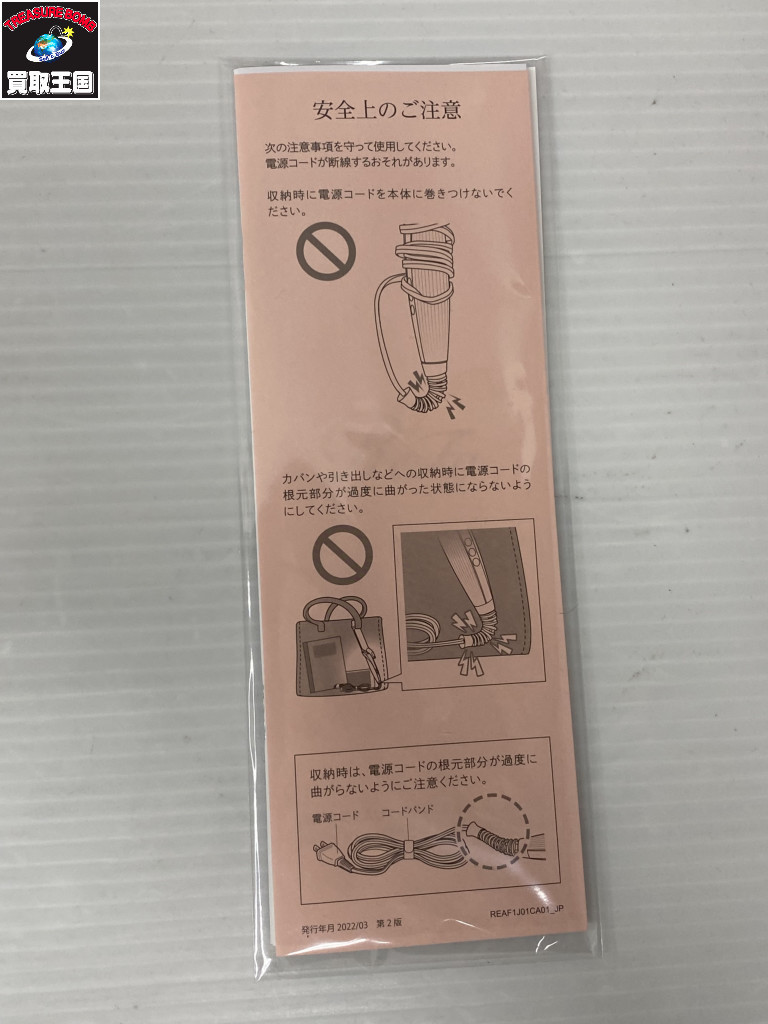 TREASURE BOMB
買取王国
安全上のご注意
次の注意事項を守って使用してください。
電源コードが断線するおそれがあります。
収納時に電源コードを本体に巻きつけないでく
ださい。
カバンや引き出しなどへの収納時に電源コードの
根元部分が過度に曲がった状態にならないよう
にしてください。
収納時は、電源コードの根元部分が過度に
曲がらないようにご注意ください。
電源コード
コードバンド
発行年月 2022/03 第2版
REAF1J01CA01_JP